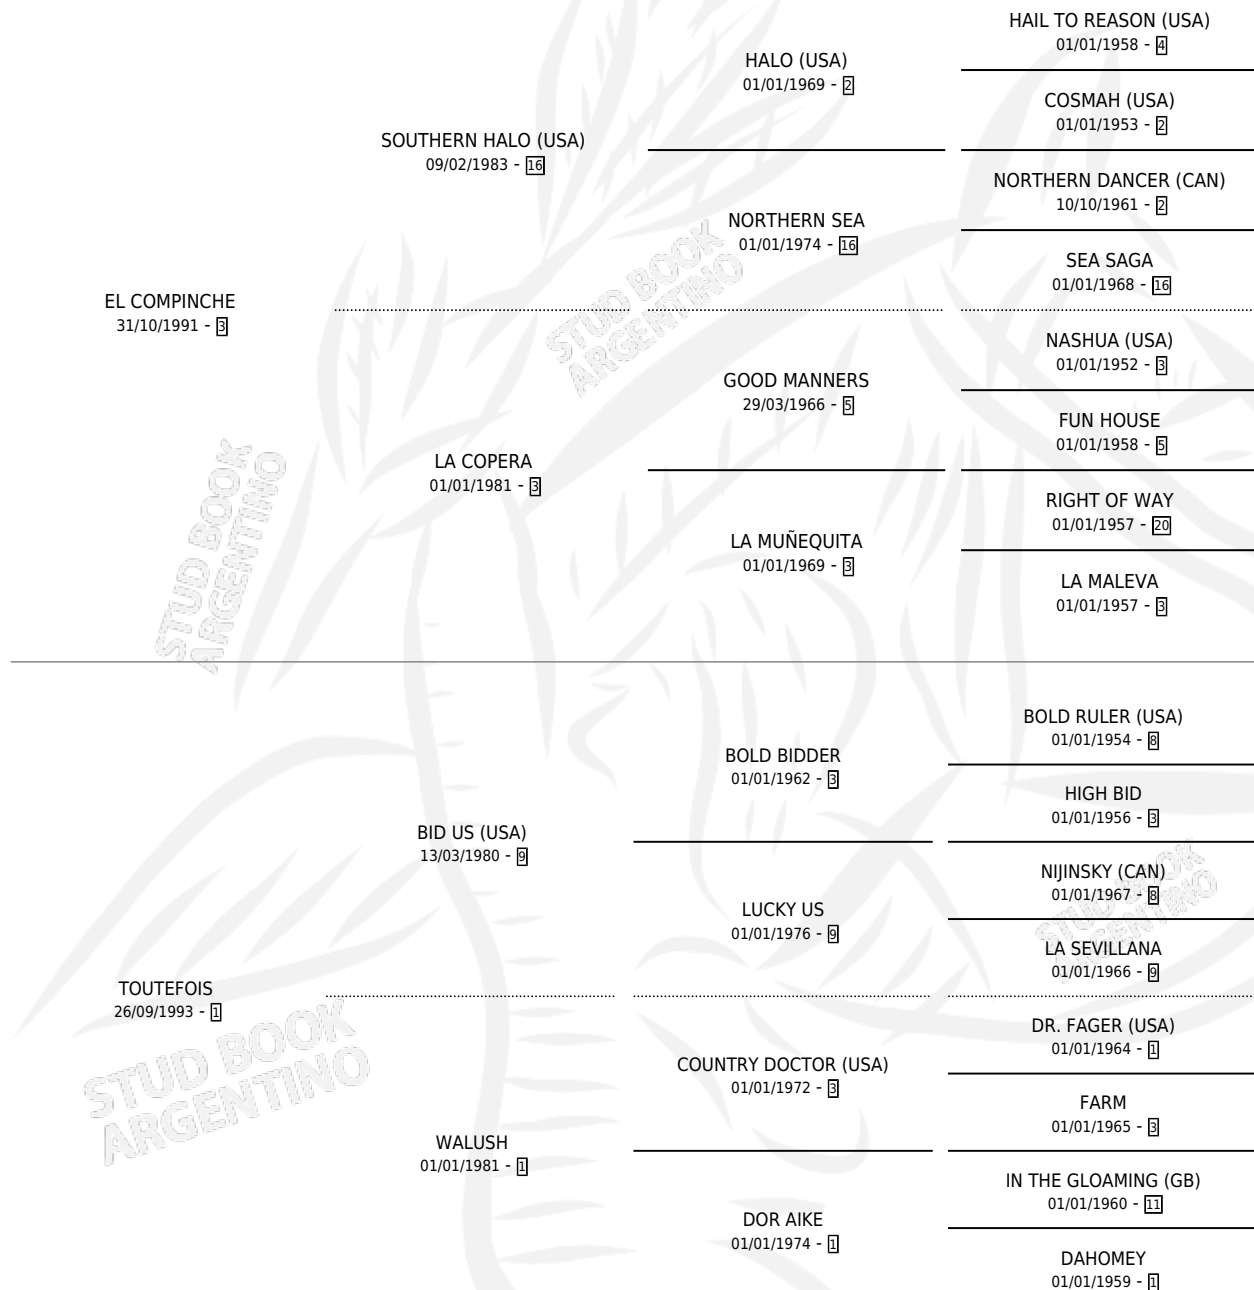 HAIL TO REASON (USA)
01/01/1958 - 4
HALO (USA)
01/01/1969 - 2
COSMAH (USA)
01/01/1953 - 2
SOUTHERN HALO (USA)
09/02/1983 - 16
NORTHERN DANCER (CAN)
10/10/1961 - 2
NORTHERN SEA
01/01/1974 - 16
SEA SAGA
01/01/1968 - 16
EL COMPINCHE
31/10/1991 - 3
STUD BOOK
ARGENTINO
NASHUA (USA)
01/01/1952 - 3
GOOD MANNERS
29/03/1966 - 5
FUN HOUSE
01/01/1958 - 5
LA COPERA
01/01/1981 - 3
RIGHT OF WAY
01/01/1957 - 20
LA MUÑEQUITA
01/01/1969 - 3
LA MALEVA
01/01/1957 - 3
STUD BOOK
ARGENTINO
BOLD RULER (USA)
01/01/1954 - 8
BOLD BIDDER
01/01/1962 - 3
HIGH BID
01/01/1956 - 3
BID US (USA)
13/03/1980 - 9
NIJINSKY (CAN)
01/01/1967 - 8
LUCKY US
01/01/1976 - 9
LA SEVILLANA
01/01/1966 - 9
STUD BOOK
ARGENTINO
TOUTEFOIS
26/09/1993 - 1
DR. FAGER (USA)
01/01/1964 - 1
COUNTRY DOCTOR (USA)
01/01/1972 - 3
FARM
01/01/1965 - 3
STUD BOOK
ARGENTINO
WALUSH
01/01/1981 - 1
IN THE GLOAMING (GB)
01/01/1960 - 11
DOR AIKE
01/01/1974 - 1
DAHOMEY
01/01/1959 - 1